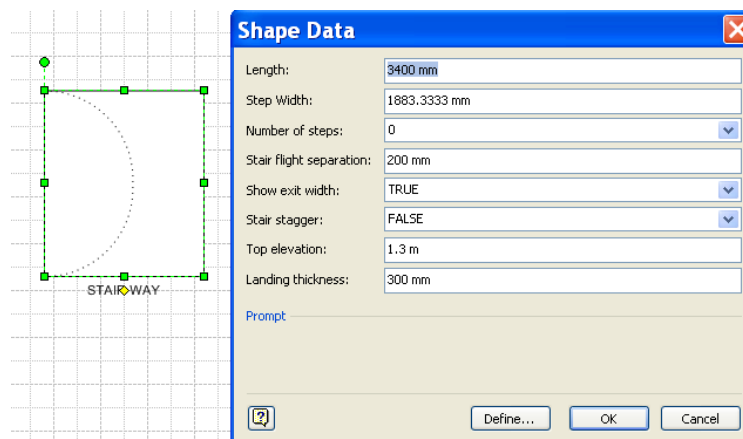 Shape Data
Length: 3400 mm
Step Width: 1883.3333 mm
Number of steps: 0
Stair flight separation: 200 mm
Show exit width: TRUE
Stair stagger: FALSE
Top elevation: 1.3 m
Landing thickness: 300 mm
STAIRWAY
Prompt
Define... OK Cancel